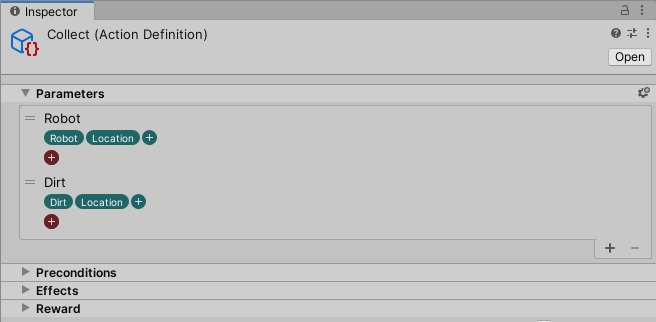 Inspector
Collect (Action Definition)
Open
Parameters
Robot
Robot Location +
+
Dirt
Dirt Location +
+
+ −
Preconditions
Effects
Reward